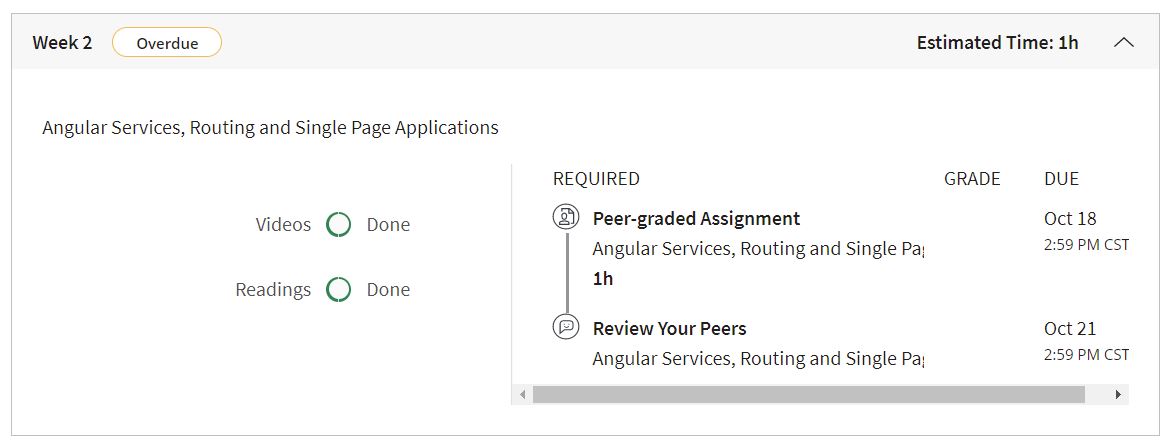 Week 2 Overdue Estimated Time: 1h
Angular Services, Routing and Single Page Applications
Videos Done
Readings Done
REQUIRED GRADE DUE
Peer-graded Assignment Oct 18
Angular Services, Routing and Single Pa 2:59 PM CST
1h
Review Your Peers Oct 21
Angular Services, Routing and Single Pa 2:59 PM CST